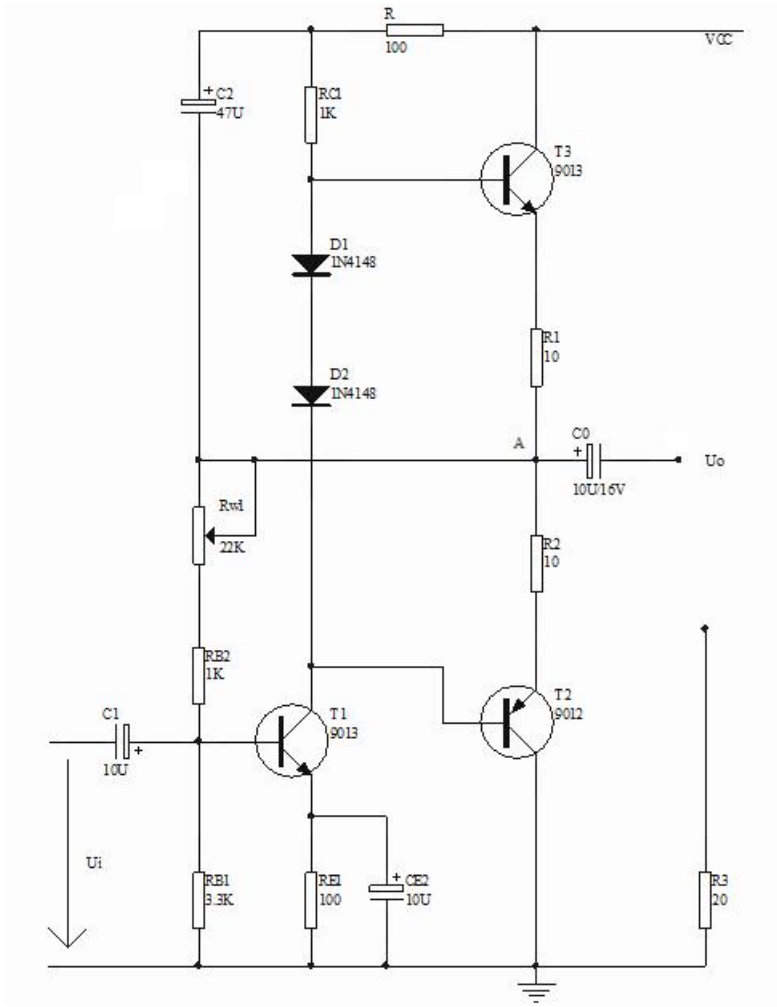 R
100
VCC
C2
47U
RC1
1K
T3
9013
D1
1N4148
R1
10
D2
1N4148
A
C0
10U/16V
Uo
Rw1
22K
R2
10
RB2
1K
C1
10U
T1
9013
T2
9012
Ui
RB1
3.3K
RE1
100
CE2
10U
R3
20